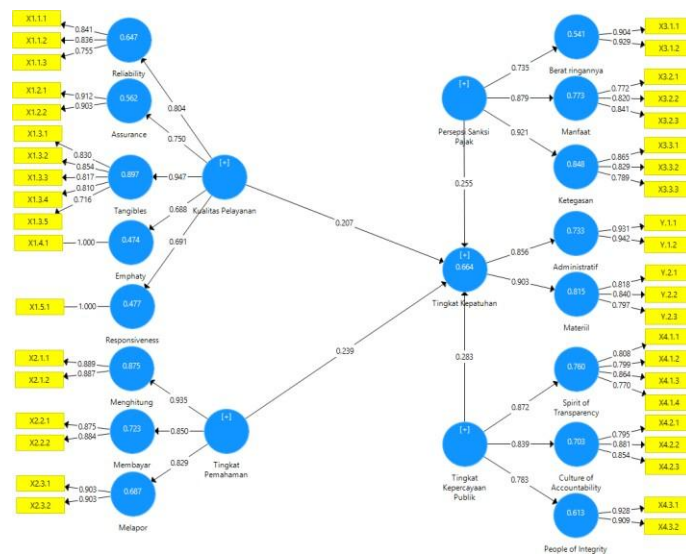 X1.1.1
X1.1.2
X1.1.3
0.841
0.836
0.755
0.647
Reliability
X1.2.1
X1.2.2
0.912
0.903
0.562
Assurance
X1.3.1
X1.3.2
X1.3.3
X1.3.4
X1.3.5
0.830
0.854
0.817
0.810
0.716
0.897
Tangibles
X1.4.1
1.000
0.474
Emphaty
X1.5.1
1.000
0.477
Responsiveness
0.804
0.750
0.947
0.688
0.691
[+]
Kualitas Pelayanan
0.207
X2.1.1
X2.1.2
0.889
0.887
0.875
Menghitung
X2.2.1
X2.2.2
0.875
0.884
0.723
Membayar
X2.3.1
X2.3.2
0.903
0.903
0.687
Melapor
0.935
0.850
0.829
[+]
Tingkat
Pemahaman
0.239
[+]
Persepsi Sanksi
Pajak
0.255
0.735
0.879
0.921
0.541
Berat ringannya
0.904
0.929
X3.1.1
X3.1.2
0.773
Manfaat
0.772
0.820
0.841
X3.2.1
X3.2.2
X3.2.3
0.848
Ketegasan
0.865
0.829
0.789
X3.3.1
X3.3.2
X3.3.3
[+]
0.664
Tingkat Kepatuhan
0.856
0.903
0.733
Administratif
0.931
0.942
Y.1.1
Y.1.2
0.815
Materiil
0.818
0.840
0.797
Y.2.1
Y.2.2
Y.2.3
0.283
[+]
Tingkat
Kepercayaan
Publik
0.872
0.839
0.783
0.760
Spirit of
Transparency
0.808
0.799
0.864
0.770
X4.1.1
X4.1.2
X4.1.3
X4.1.4
0.703
Culture of
Accountability
0.795
0.881
0.854
X4.2.1
X4.2.2
X4.2.3
0.613
People of Integrity
0.928
0.909
X4.3.1
X4.3.2